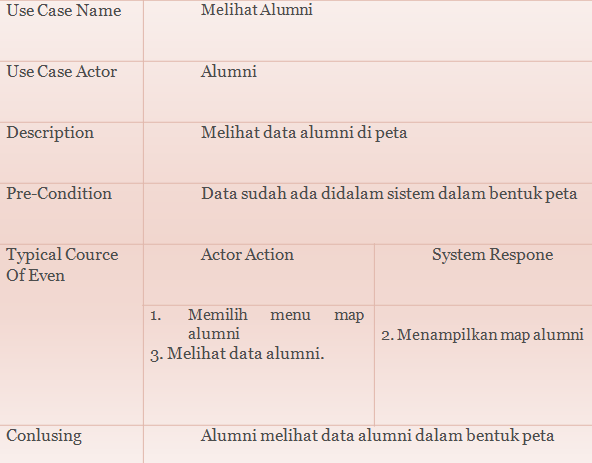 Use Case Name Melihat Alumni
Use Case Actor Alumni
Description Melihat data alumni di peta
Pre-Condition Data sudah ada didalam sistem dalam bentuk peta
Typical Cource Actor Action System Respone
Of Even
1. Memilih menu map
alumni
2. Menampilkan map alumni
3. Melihat data alumni.
Conlusing Alumni melihat data alumni dalam bentuk peta